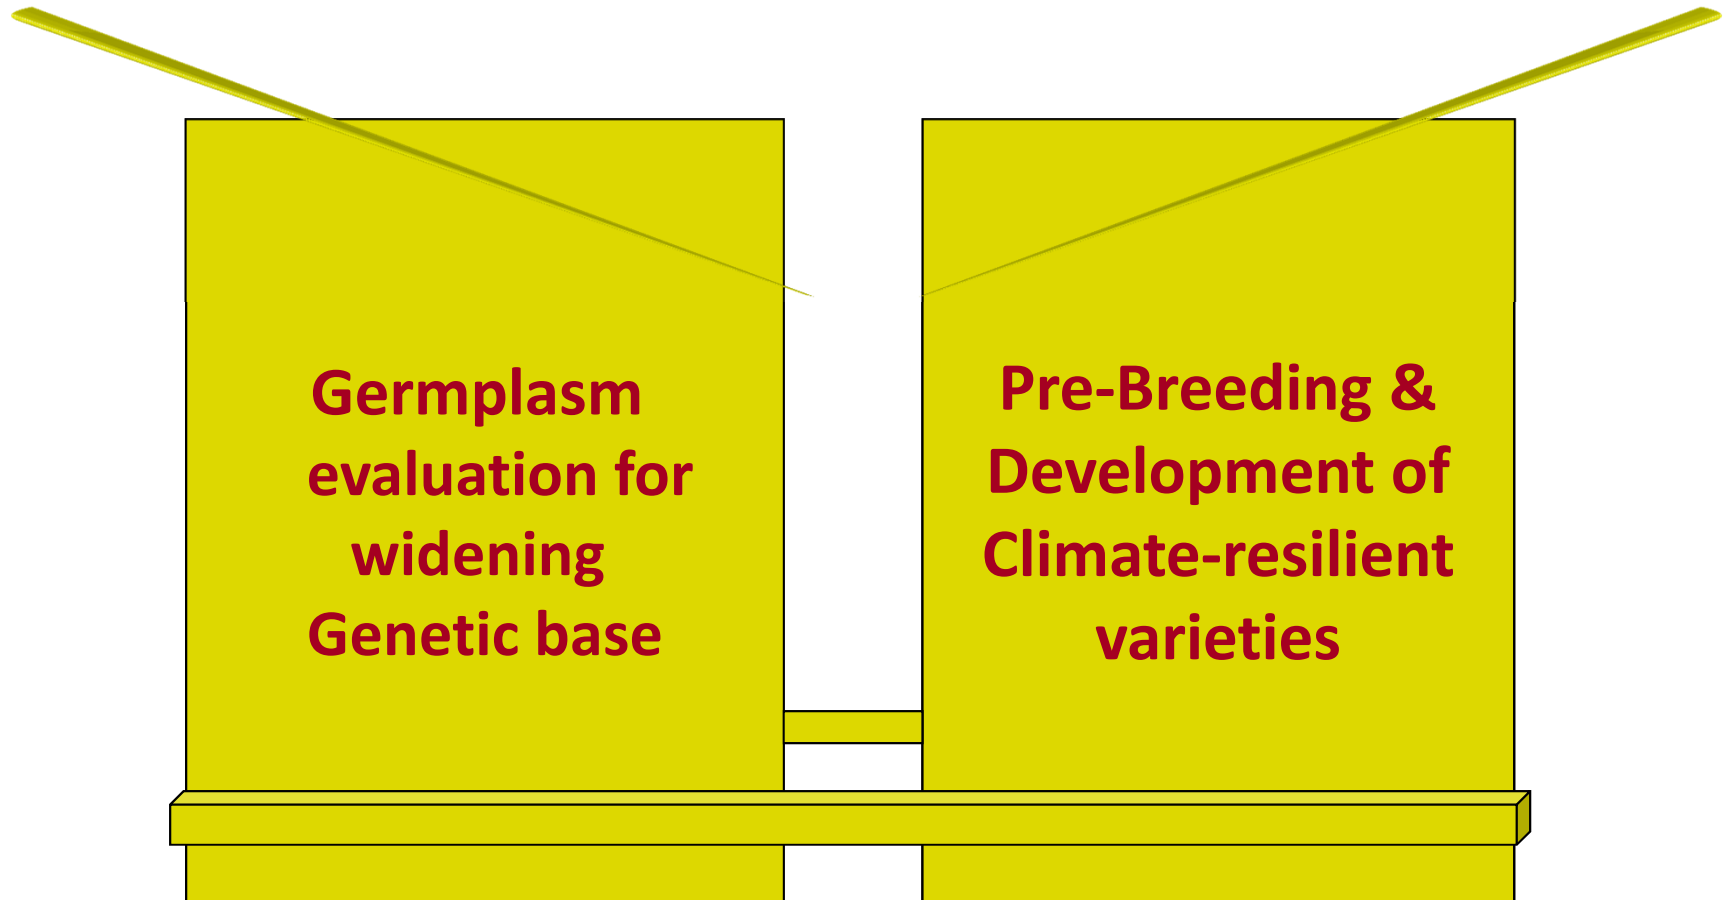 Germplasm
evaluation for
widening
Genetic base
Pre-Breeding &
Development of
Climate-resilient
varieties